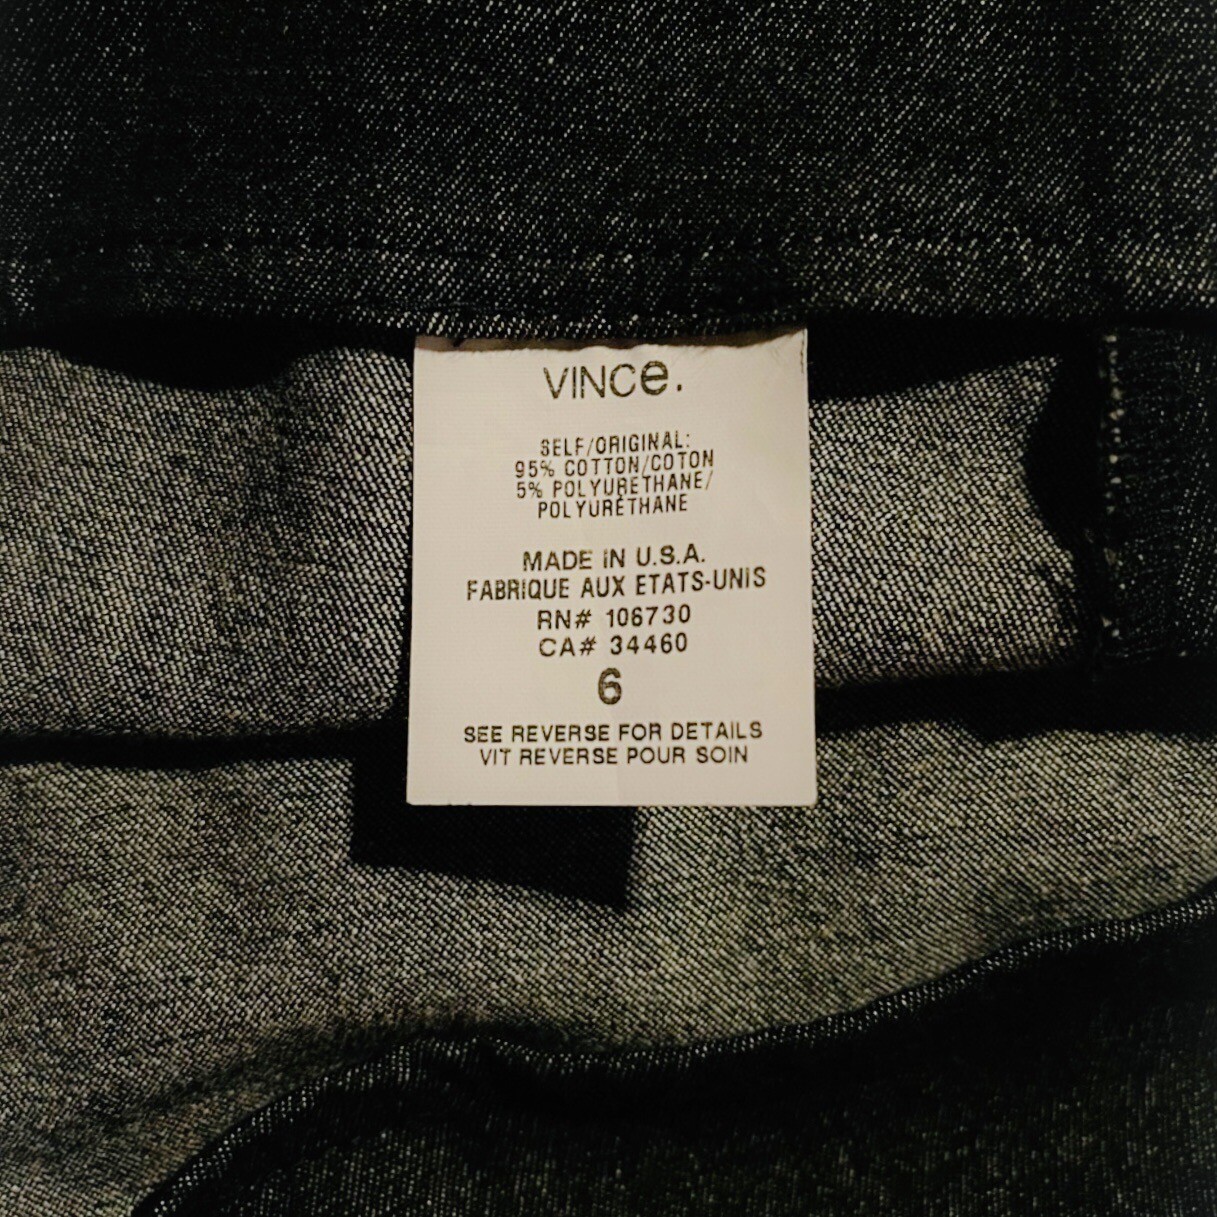 VINCe.
SELF/ORIGINAL:
95% COTTON/COTON
5% POLYURETHANE/
POLYURÉTHANE
MADE IN U.S.A.
FABRIQUE AUX ETATS-UNIS
RN# 106730
CA# 34460
6
SEE REVERSE FOR DETAILS
VIT REVERSE POUR SOIN